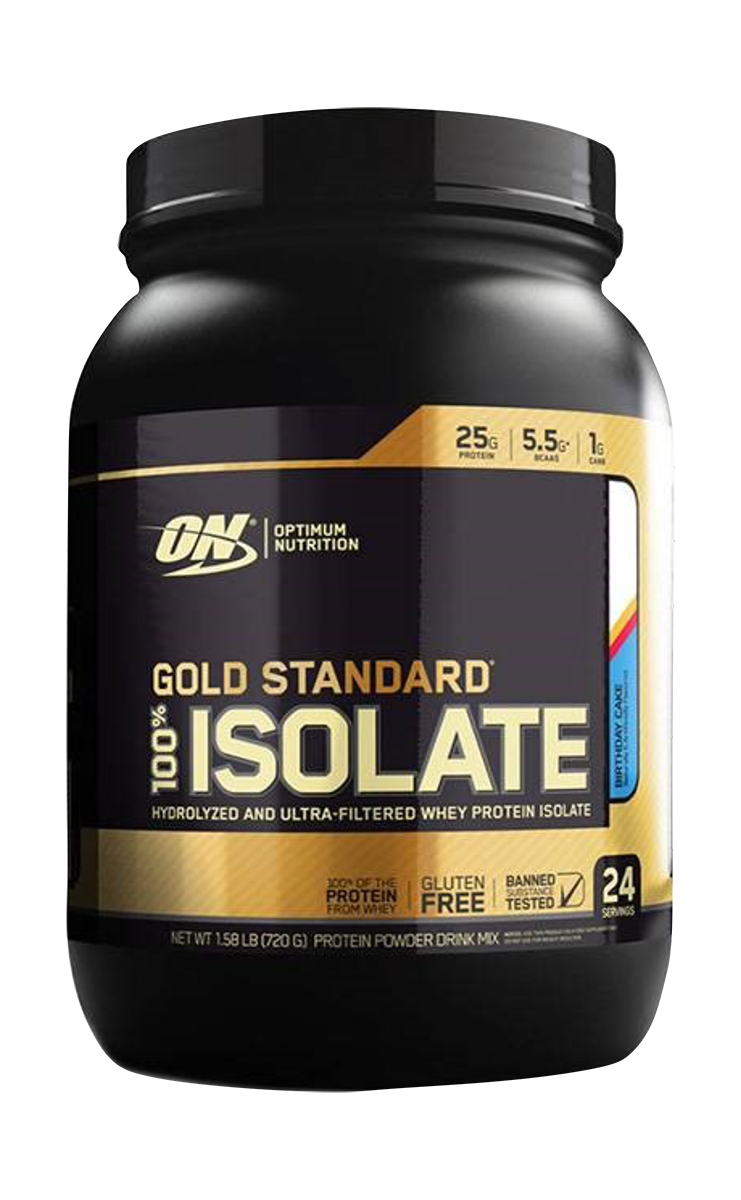 25G | 5.5G* | 1G
PROTEIN BCAAS CARB
ON®
OPTIMUM
NUTRITION
GOLD STANDARD®
100% ISOLATE
HYDROLYZED AND ULTRA-FILTERED WHEY PROTEIN ISOLATE
BIRTHDAY CAKE
100% OF THE
PROTEIN
FROM WHEY
GLUTEN
FREE
BANNED
SUBSTANCE
TESTED
24
SERVINGS
NET WT 1.58 LB (720 G) PROTEIN POWDER DRINK MIX